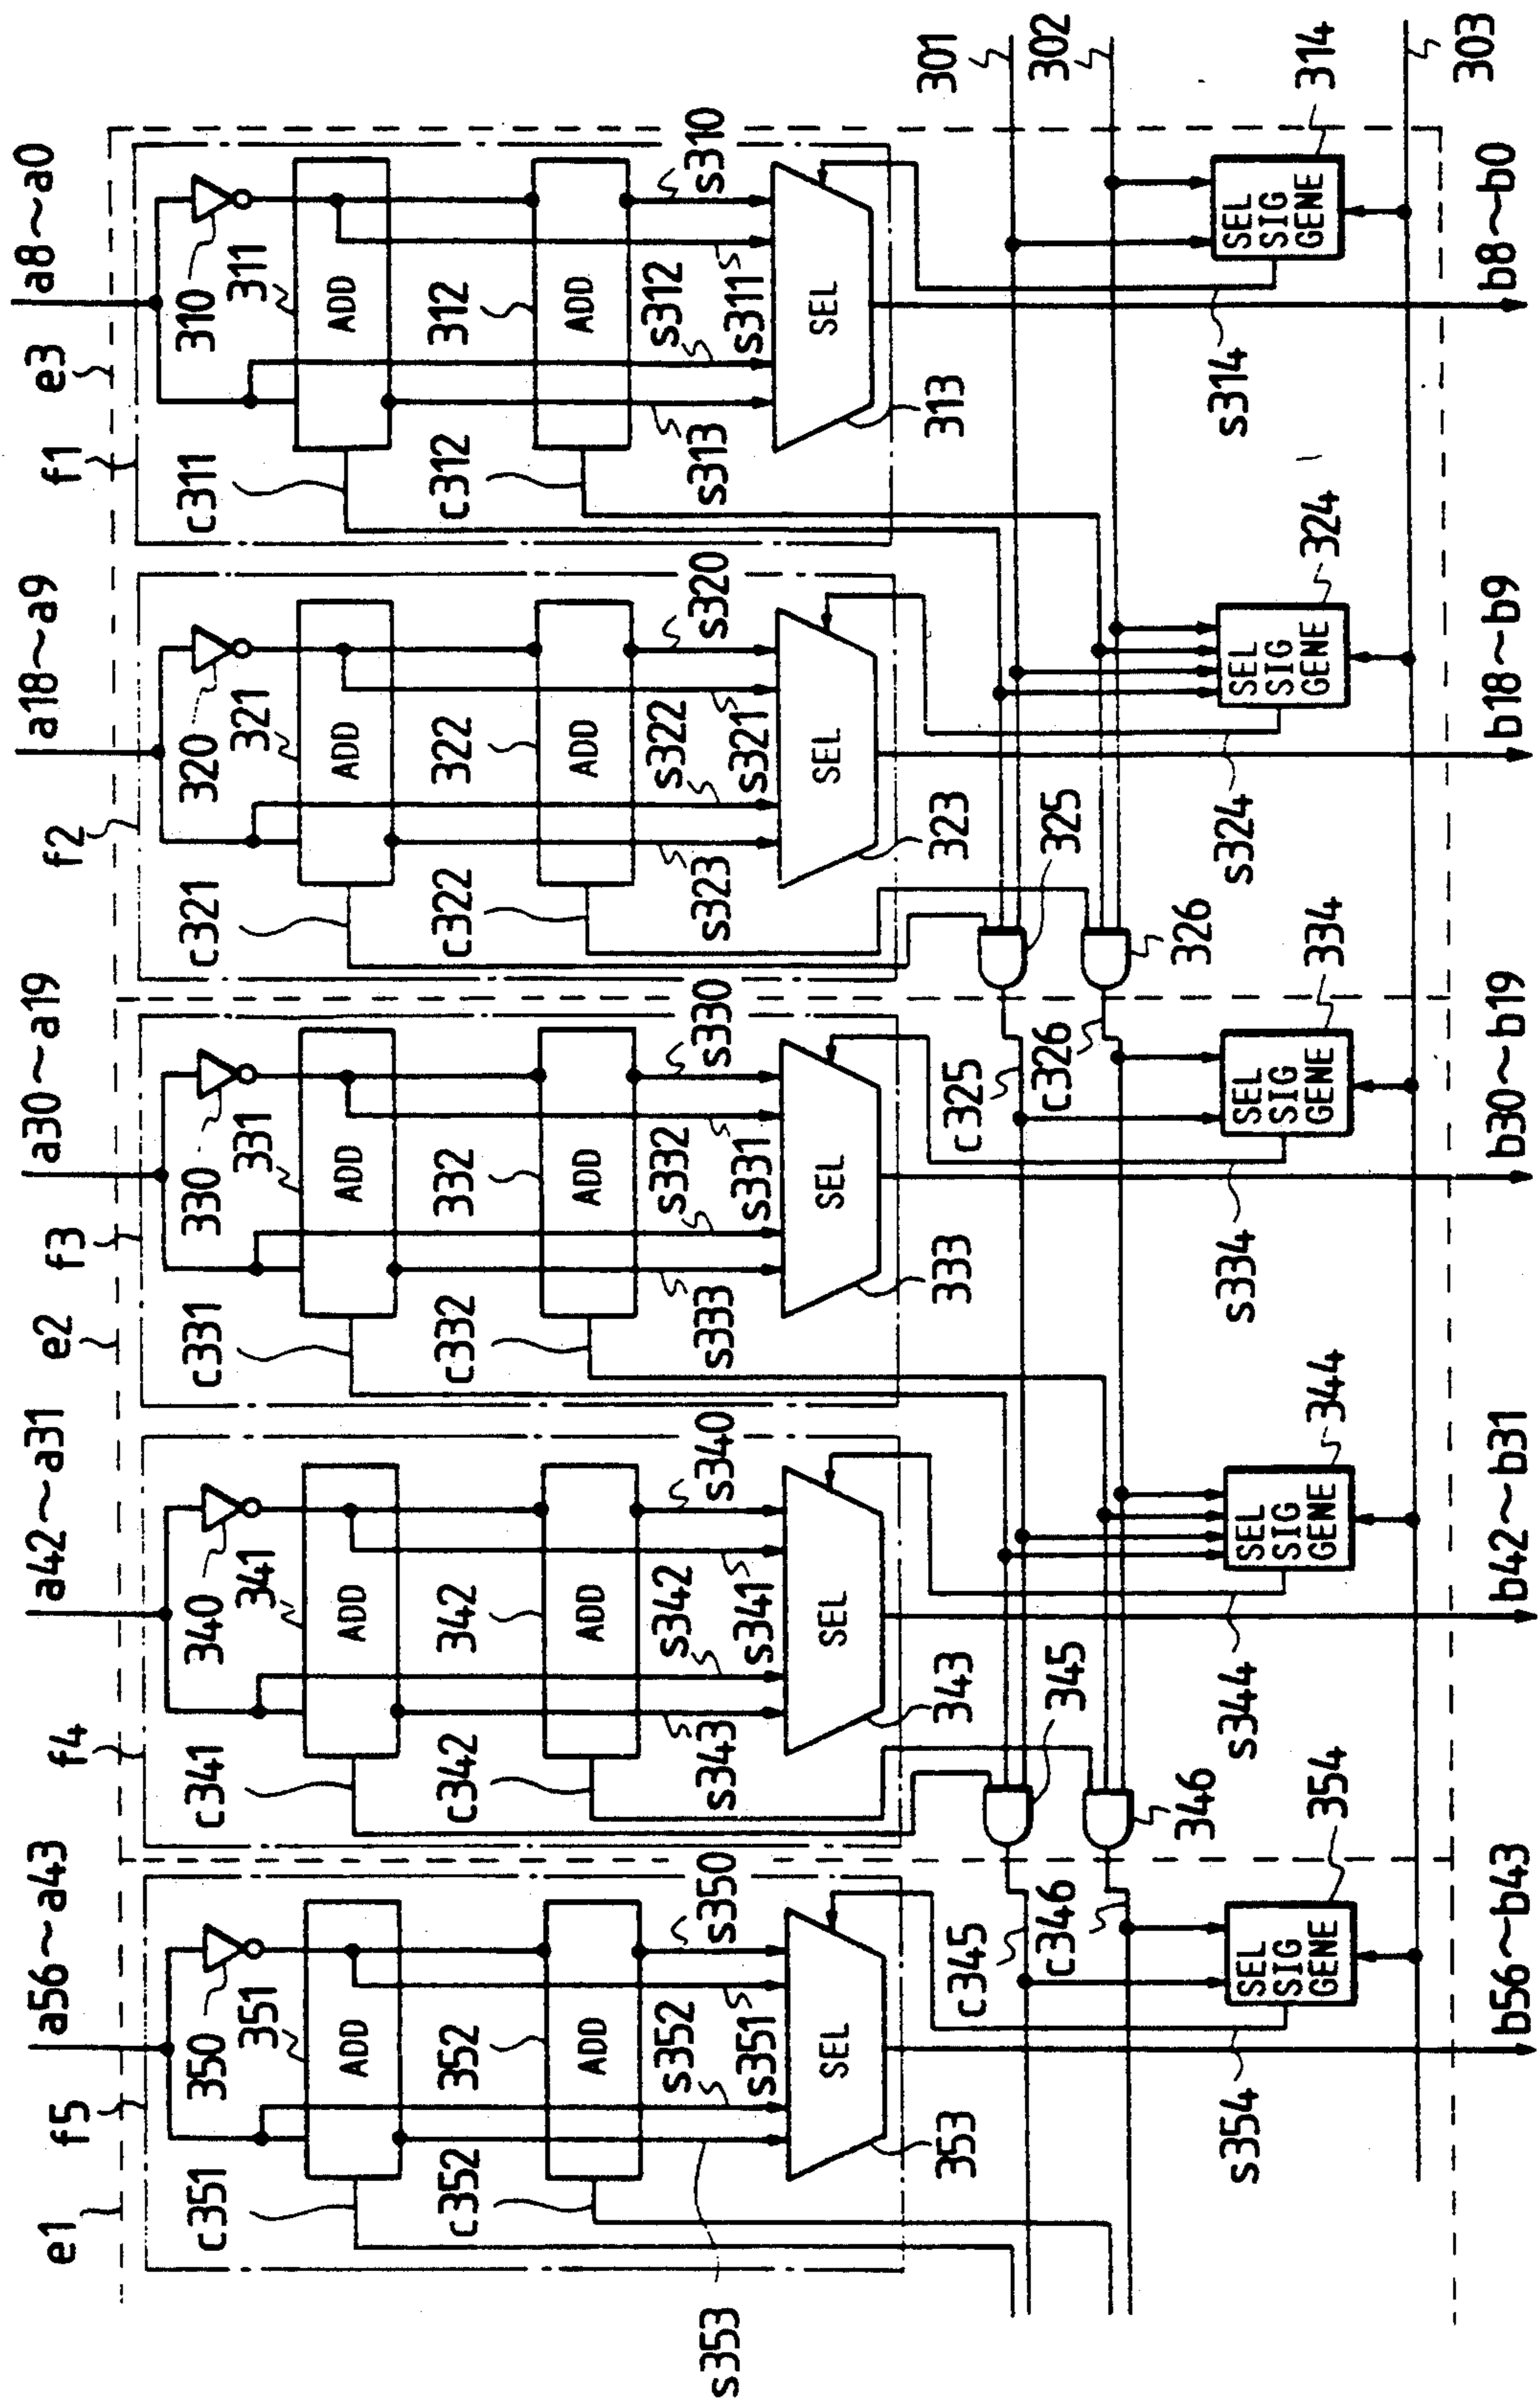 a56~a43
a42~a31
a30~a19
a18~a9
a8~a0
e1
f5
f4
e2
f3
f2
f1
e3
c351
350
351
ADD
c352
352
ADD
s353
s352
s351
s350
SEL
353
c341
340
341
ADD
c342
342
ADD
s343
s342
s341
s340
SEL
343
c331
330
331
ADD
c332
332
ADD
s333
s332
s331
s330
SEL
333
c321
320
321
ADD
c322
322
ADD
s323
s322
s321
s320
SEL
323
c311
310
311
ADD
c312
312
ADD
s313
s312
s311
s310
SEL
313
c345
c346
345
346
c325
c326
325
326
301
302
s354
SEL
SIG
GENE
354
s344
SEL
SIG
GENE
344
s334
SEL
SIG
GENE
334
s324
SEL
SIG
GENE
324
s314
SEL
SIG
GENE
314
303
b56~b43
b42~b31
b30~b19
b18~b9
b8~b0